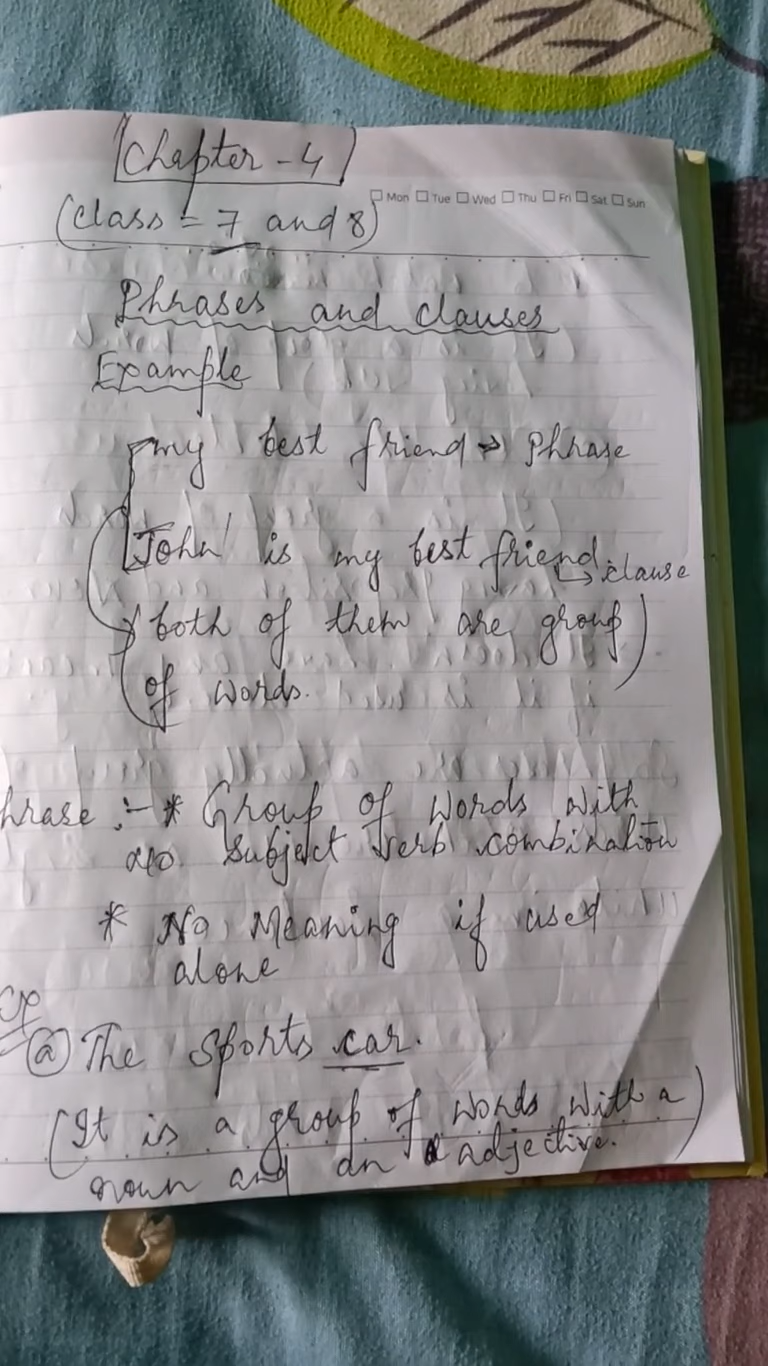 Chapter - 4
Mon Tue Wed Thu Fri Sat Sun
(Class = 7 and 8)
Phrases and clauses
Example
my best friend → Phrase
John is my best friend
↳ clause
both of them are group
of words.
hrase :- * Group of words with
no subject verb combination
* No Meaning if used
alone
(a) The sports car.
(It is a group of words with a
noun and an adjective.)